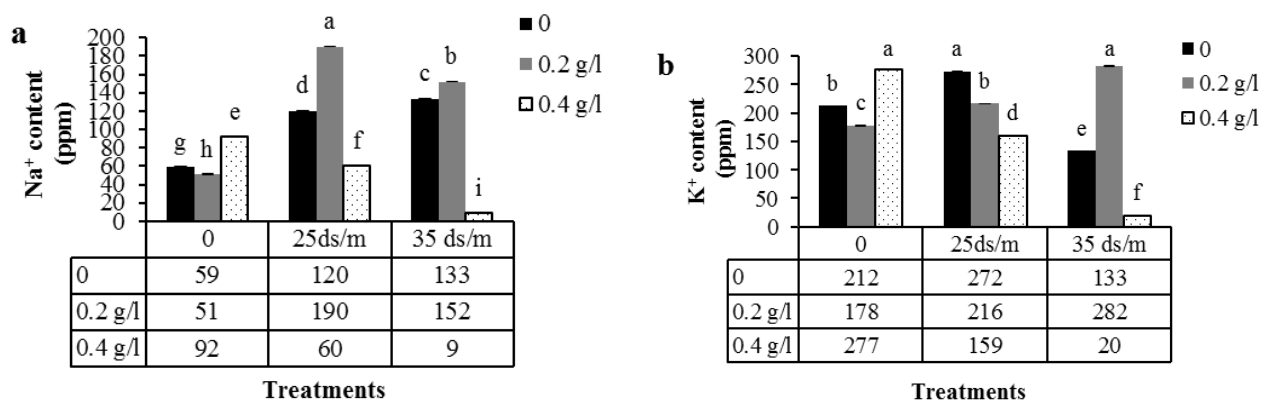 a
Na⁺ content
(ppm)
200
180
160
140
120
100
80
60
40
20
0
g h e
d a f
c b i
0
0.2 g/l
0.4 g/l
0 25ds/m 35 ds/m
0 59 120 133
0.2 g/l 51 190 152
0.4 g/l 92 60 9
Treatments
b
K⁺ content
(ppm)
300
250
200
150
100
50
0
b c a
a b d
e a f
0
0.2 g/l
0.4 g/l
0 25ds/m 35 ds/m
0 212 272 133
0.2 g/l 178 216 282
0.4 g/l 277 159 20
Treatments